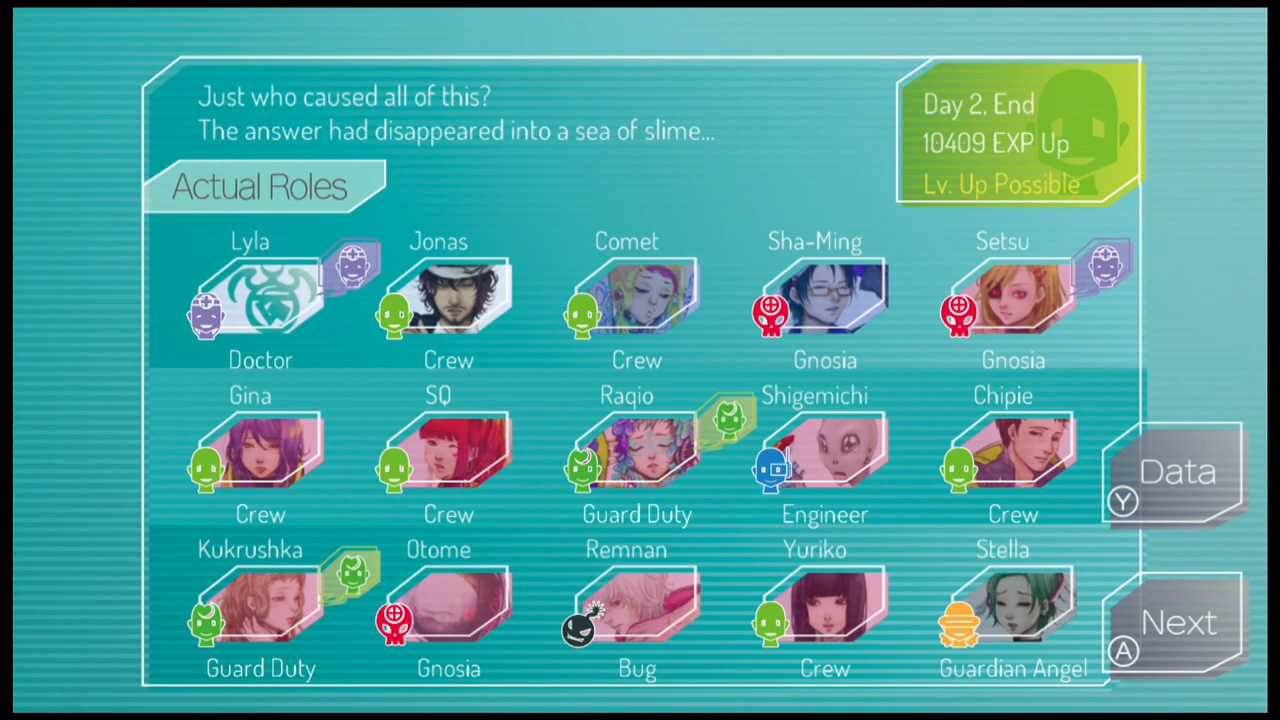 Just who caused all of this?
The answer had disappeared into a sea of slime...
Day 2, End
10409 EXP Up
Lv. Up Possible
Actual Roles
Lyla Jonas Comet Sha-Ming Setsu
Doctor Crew Crew Gnosia Gnosia
Gina SQ Raqio Shigemichi Chipie
Crew Crew Guard Duty Engineer Crew
Kukrushka Otome Remnan Yuriko Stella
Guard Duty Gnosia Bug Crew Guardian Angel
Data
Y
Next
A